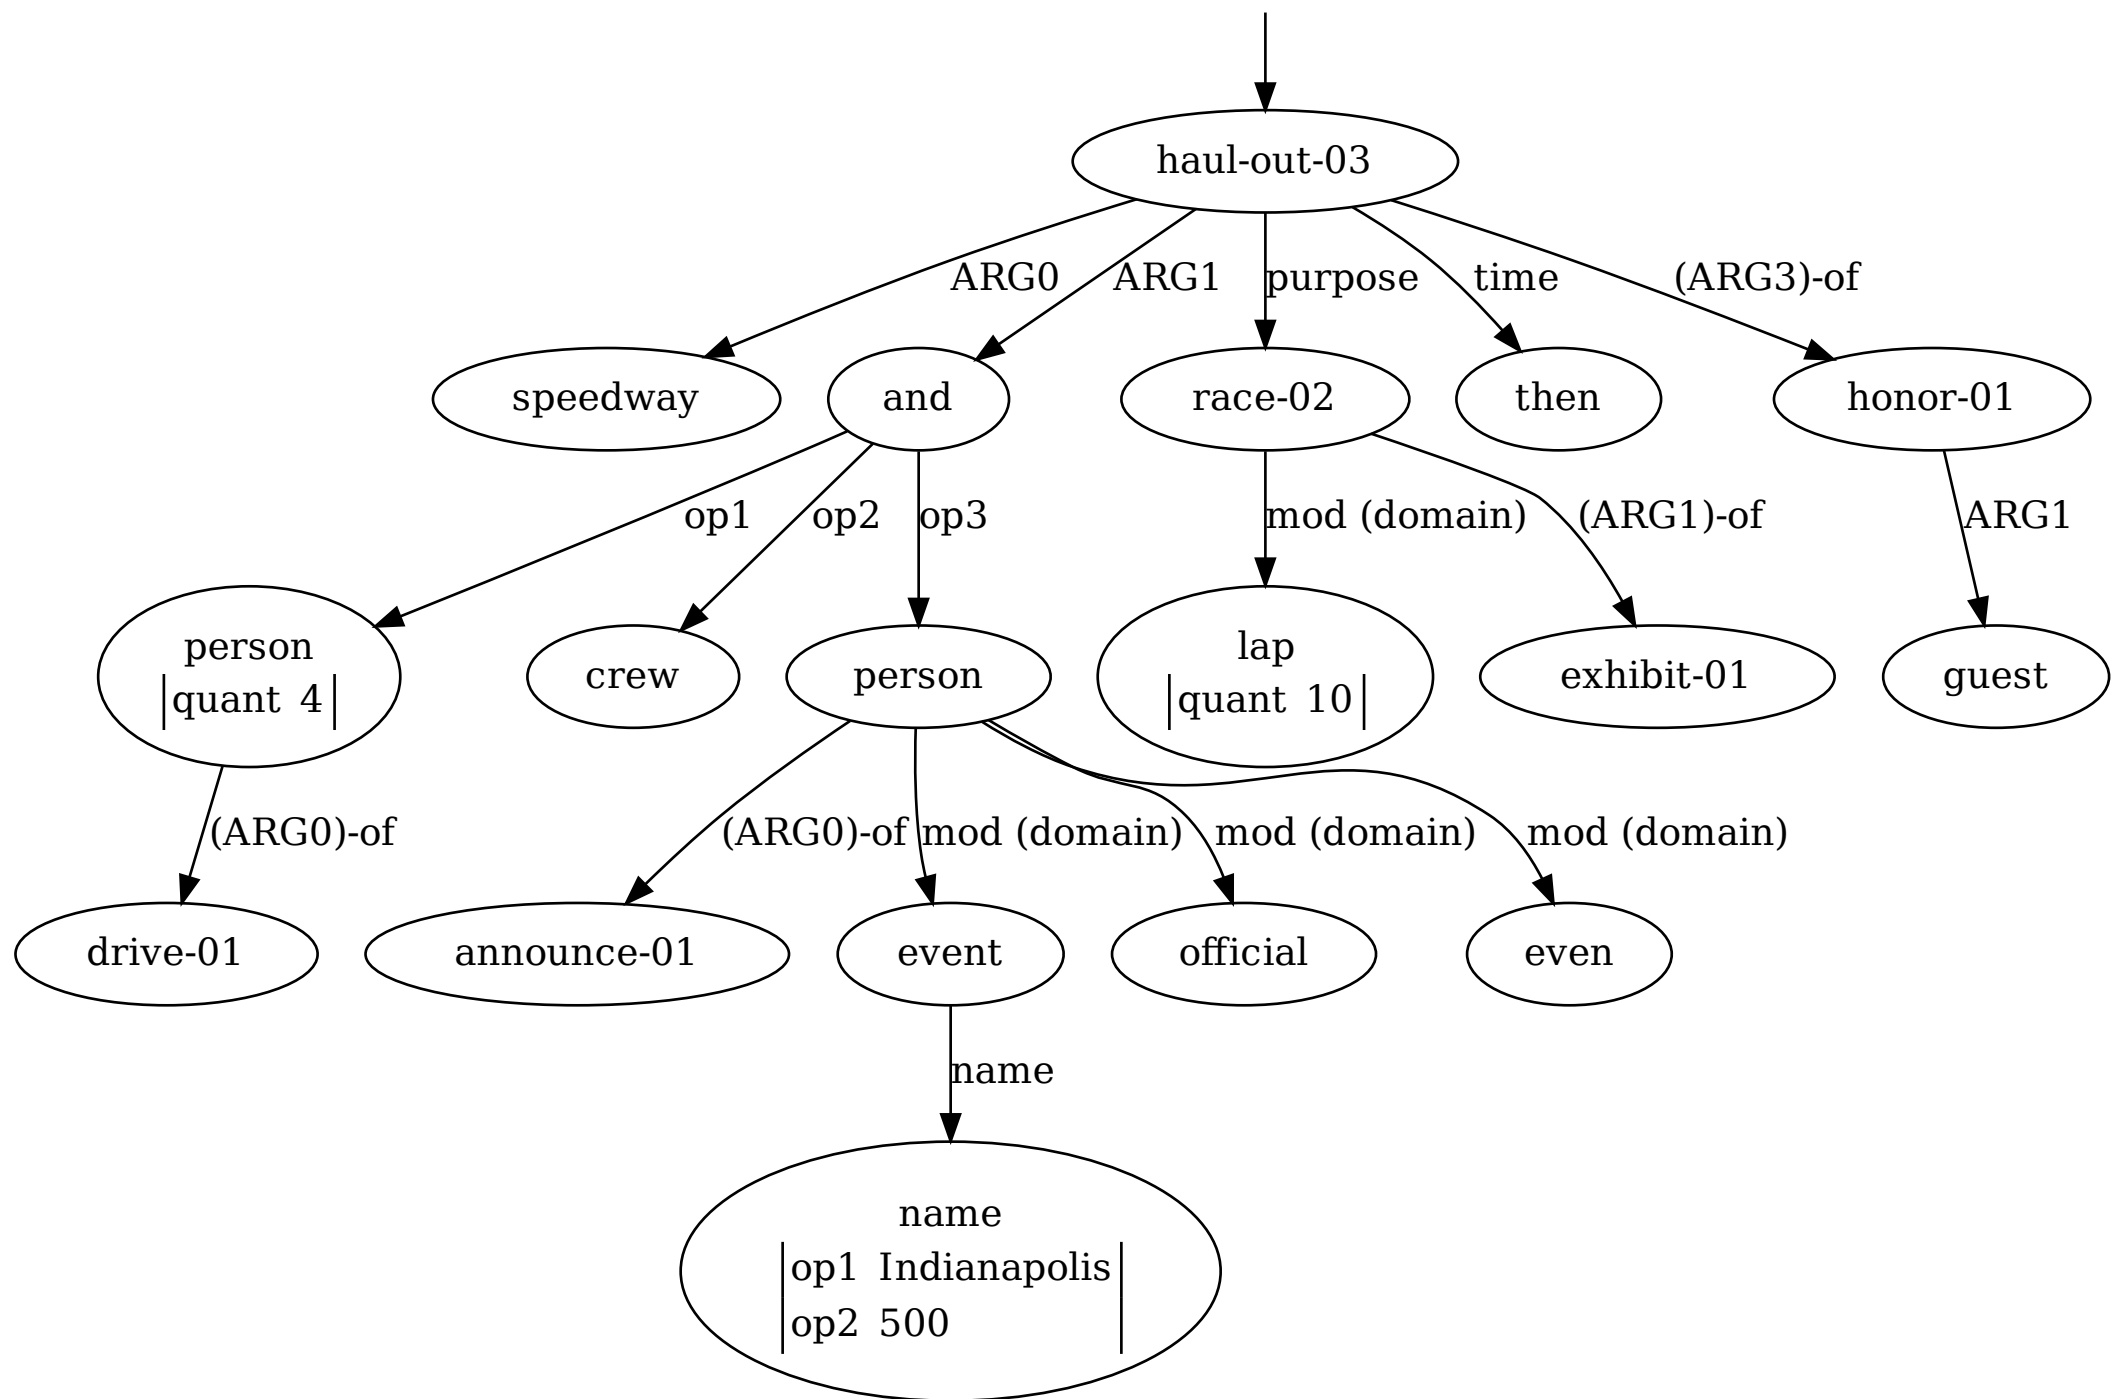 haul-out-03
ARG0
ARG1
purpose
time
(ARG3)-of
speedway
and
race-02
then
honor-01
op1
op2
op3
mod (domain)
(ARG1)-of
ARG1
person
quant 4
crew
person
lap
quant 10
exhibit-01
guest
(ARG0)-of
(ARG0)-of
mod (domain)
mod (domain)
mod (domain)
drive-01
announce-01
event
official
even
name
name
op1 Indianapolis
op2 500